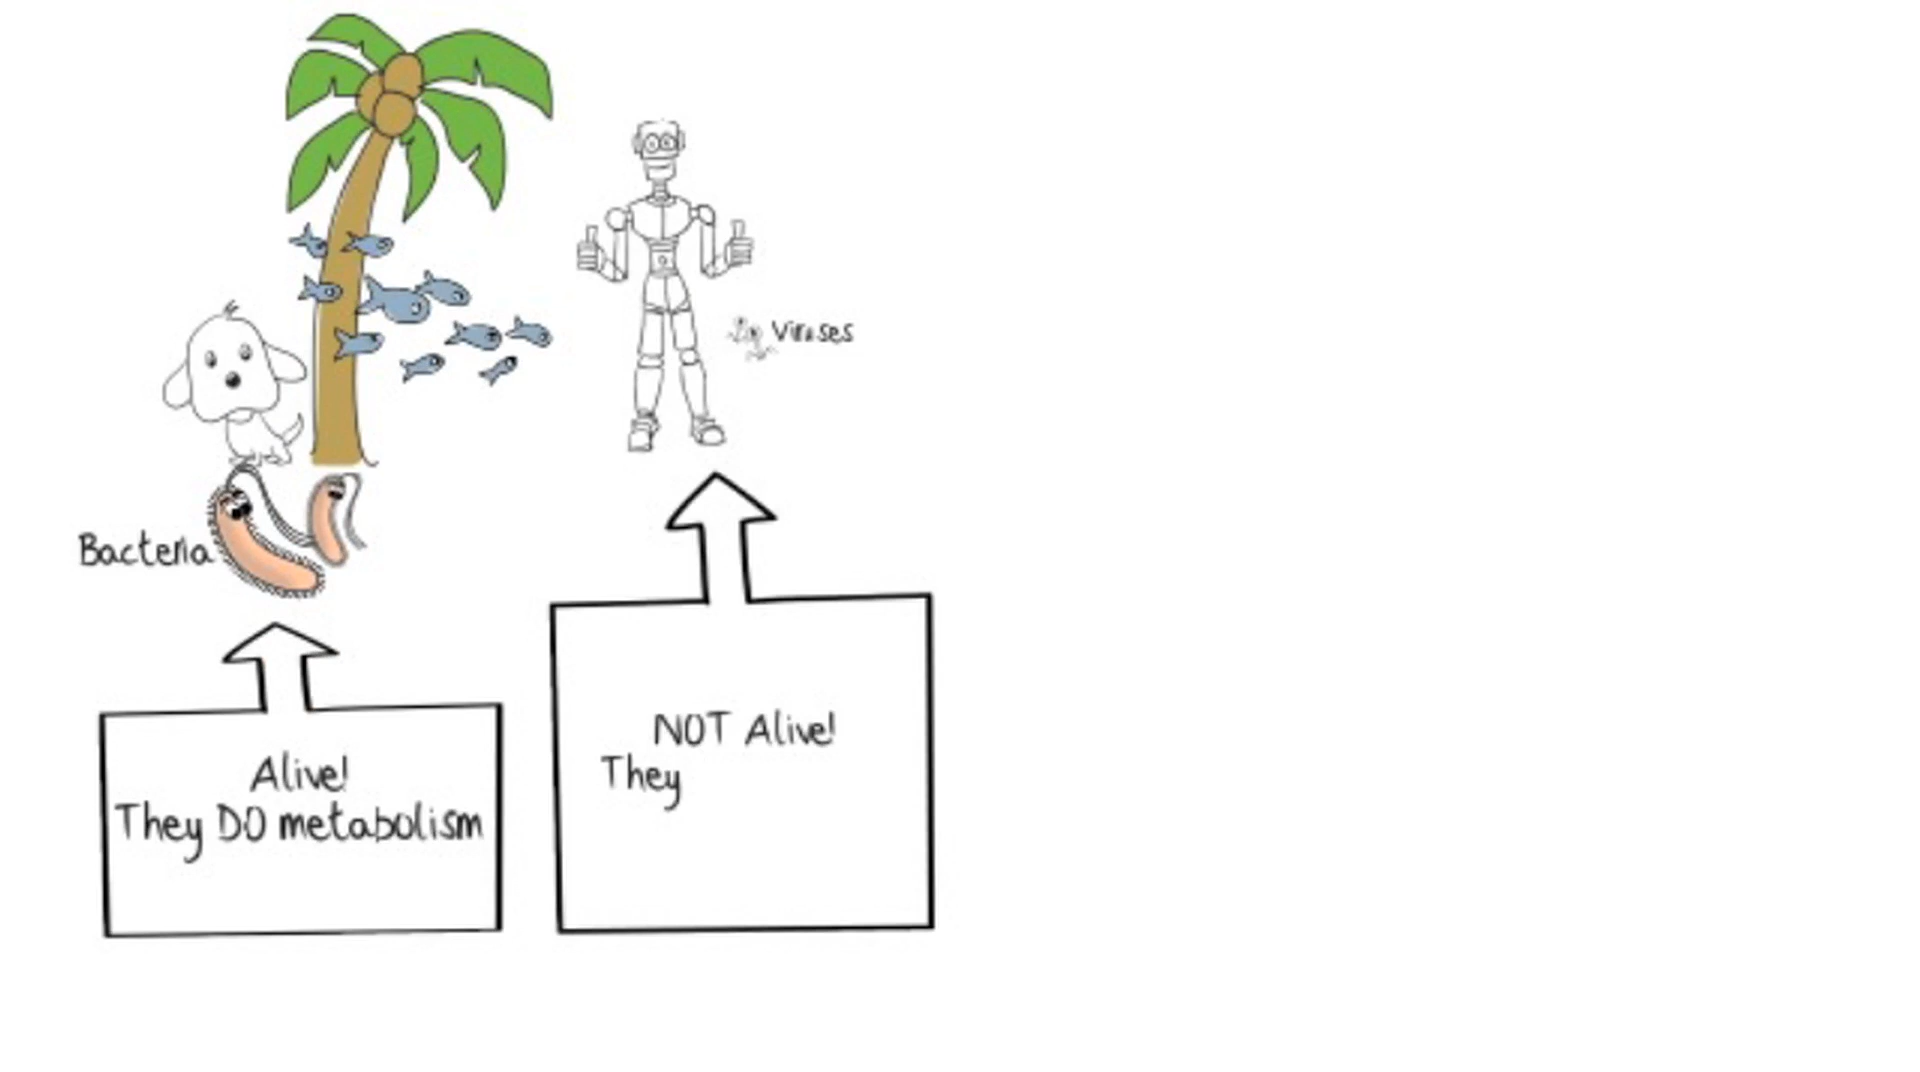 Viruses
Bacteria
Alive!
They DO metabolism
NOT Alive!
They